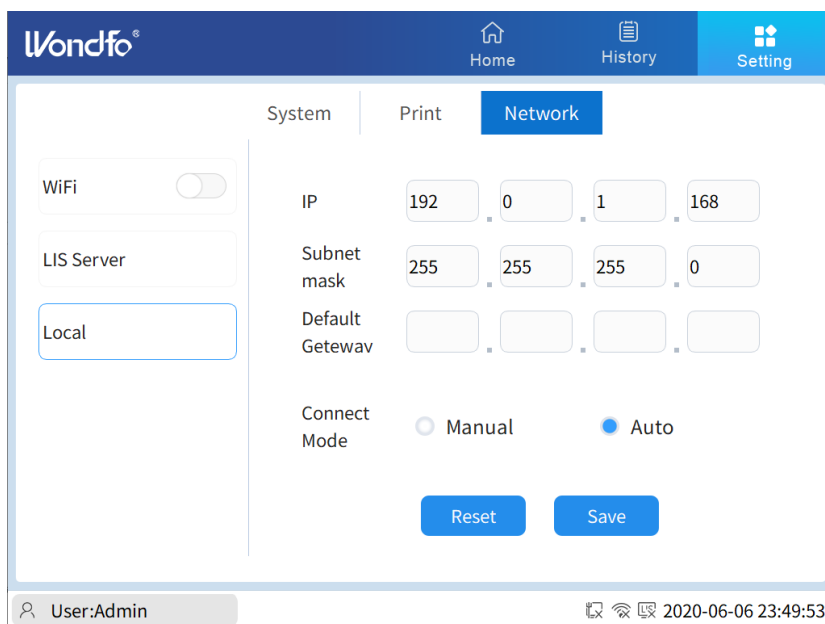 Wondfo®
Home
History
Setting
System
Print
Network
WiFi
LIS Server
Local
IP
192 . 0 . 1 . 168
Subnet
mask
255 . 255 . 255 . 0
Default
Getewav
. . .
Connect
Mode
Manual
Auto
Reset
Save
User:Admin
LIS
2020-06-06 23:49:53